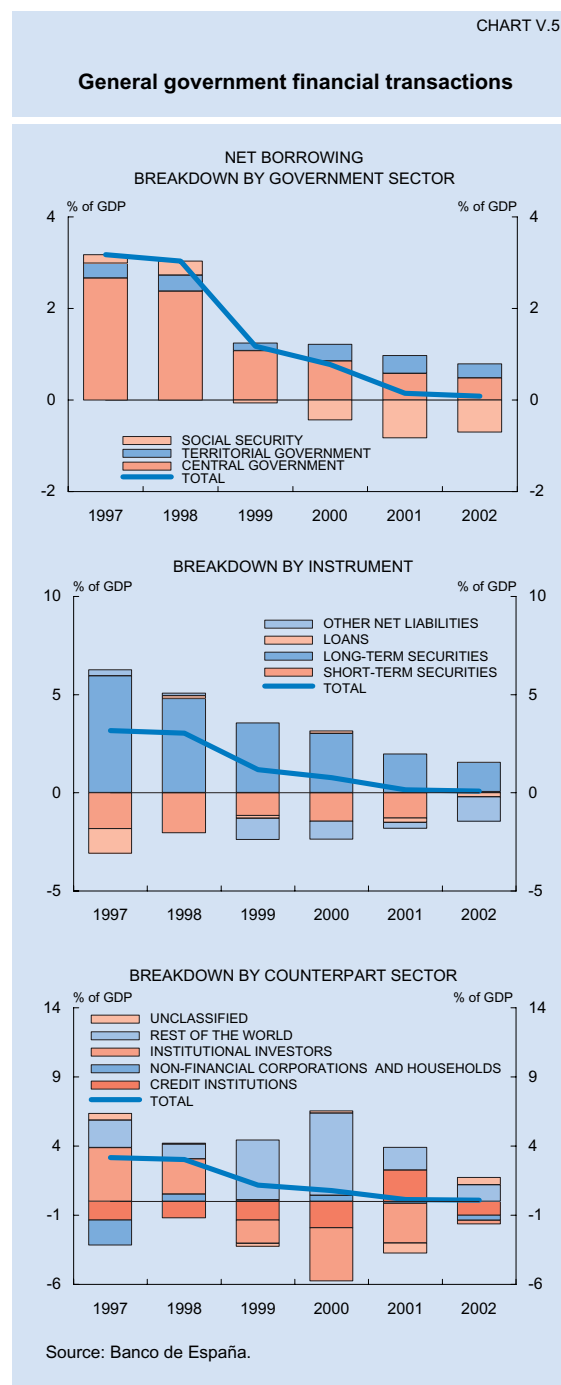 CHART V.5
General government financial transactions
NET BORROWING
BREAKDOWN BY GOVERNMENT SECTOR
% of GDP % of GDP
4 4
2 2
0 0
SOCIAL SECURITY
TERRITORIAL GOVERNMENT
CENTRAL GOVERNMENT
TOTAL
-2 -2
1997 1998 1999 2000 2001 2002
BREAKDOWN BY INSTRUMENT
% of GDP % of GDP
10 10
OTHER NET LIABILITIES
LOANS
LONG-TERM SECURITIES
SHORT-TERM SECURITIES
TOTAL
5 5
0 0
-5 -5
1997 1998 1999 2000 2001 2002
BREAKDOWN BY COUNTERPART SECTOR
% of GDP % of GDP
14 14
UNCLASSIFIED
REST OF THE WORLD
INSTITUTIONAL INVESTORS
NON-FINANCIAL CORPORATIONS AND HOUSEHOLDS
CREDIT INSTITUTIONS
TOTAL
9 9
4 4
-1 -1
-6 -6
1997 1998 1999 2000 2001 2002
Source: Banco de España.